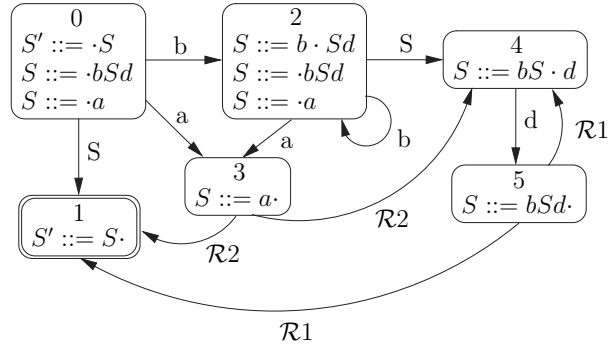 0
S' ::= ·S
S ::= ·bSd
S ::= ·a
b
2
S ::= b · Sd
S ::= ·bSd
S ::= ·a
S
4
S ::= bS · d
a
a
b
d
R1
S
3
S ::= a·
5
S ::= bSd·
R2
1
S' ::= S·
R2
R1